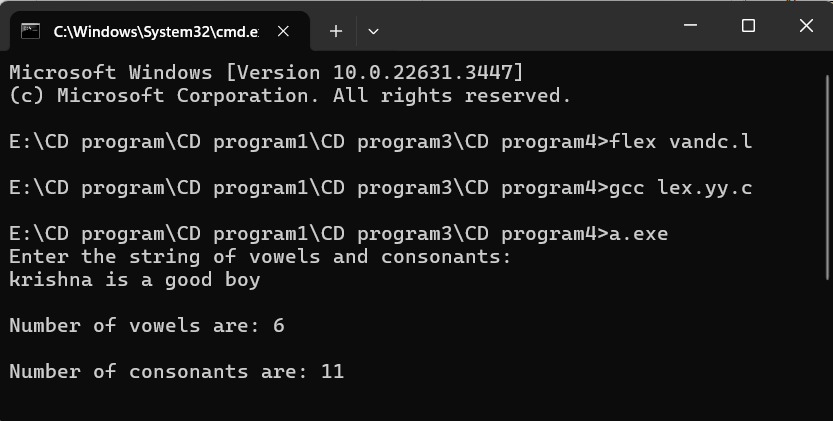 C:\Windows\System32\cmd.e
Microsoft Windows [Version 10.0.22631.3447]
(c) Microsoft Corporation. All rights reserved.
E:\CD program\CD program1\CD program3\CD program4>flex vandc.l
E:\CD program\CD program1\CD program3\CD program4>gcc lex.yy.c
E:\CD program\CD program1\CD program3\CD program4>a.exe
Enter the string of vowels and consonants:
krishna is a good boy
Number of vowels are: 6
Number of consonants are: 11